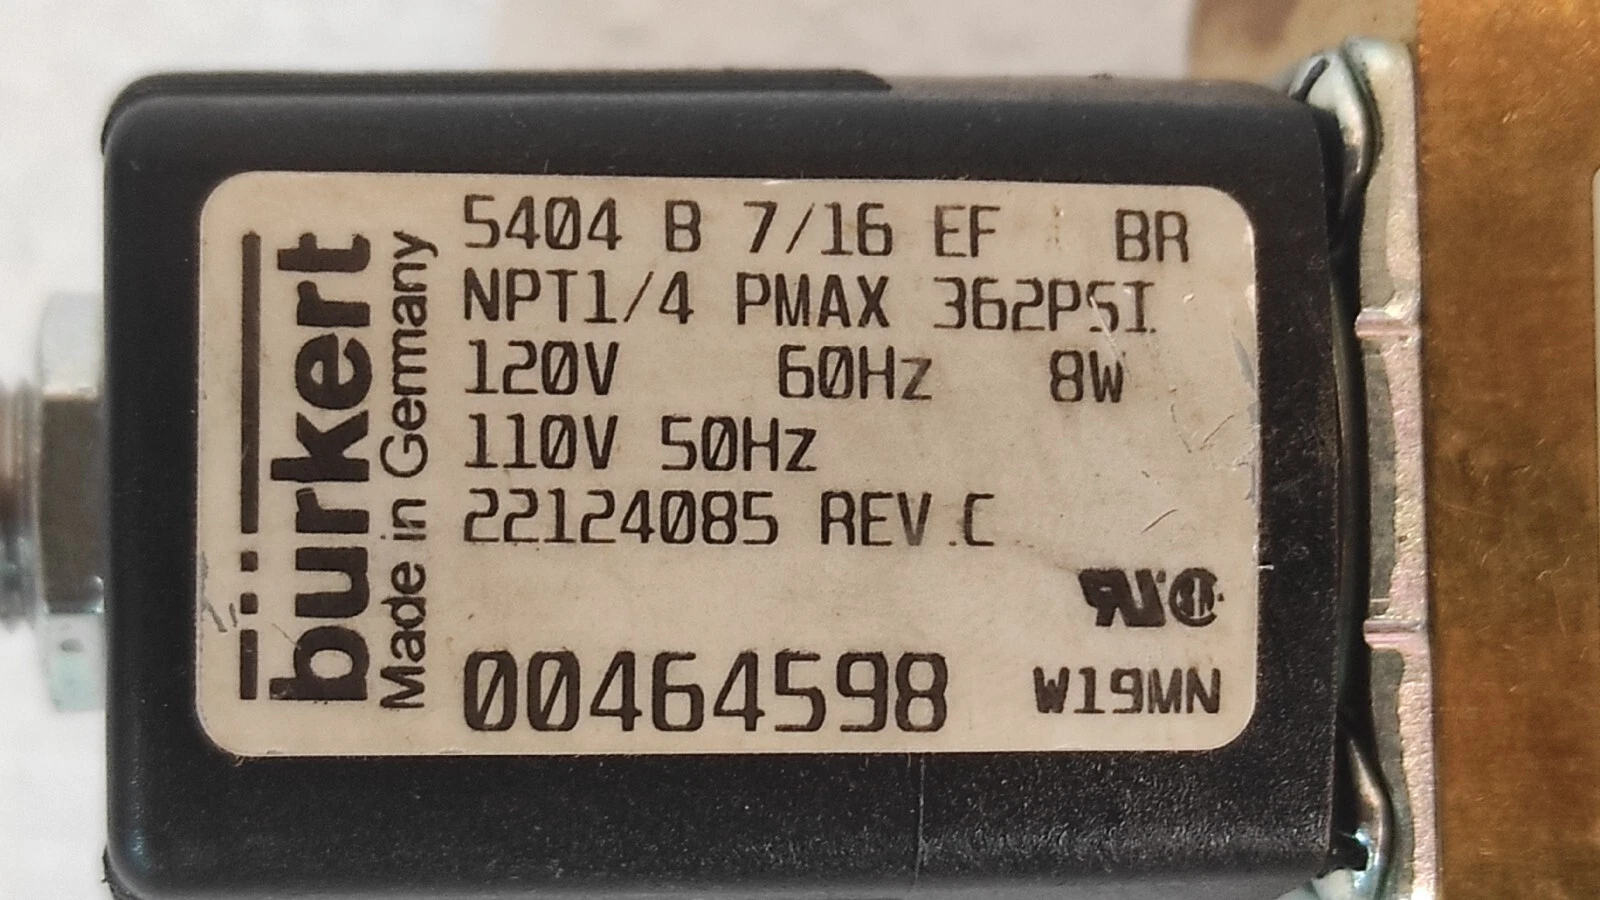 bürkert
Made in Germany
5404 B 7/16 EF BR
NPT1/4 PMAX 362PSI
120V 60Hz 8W
110V 50Hz
22124085 REV.C
00464598 W19MN